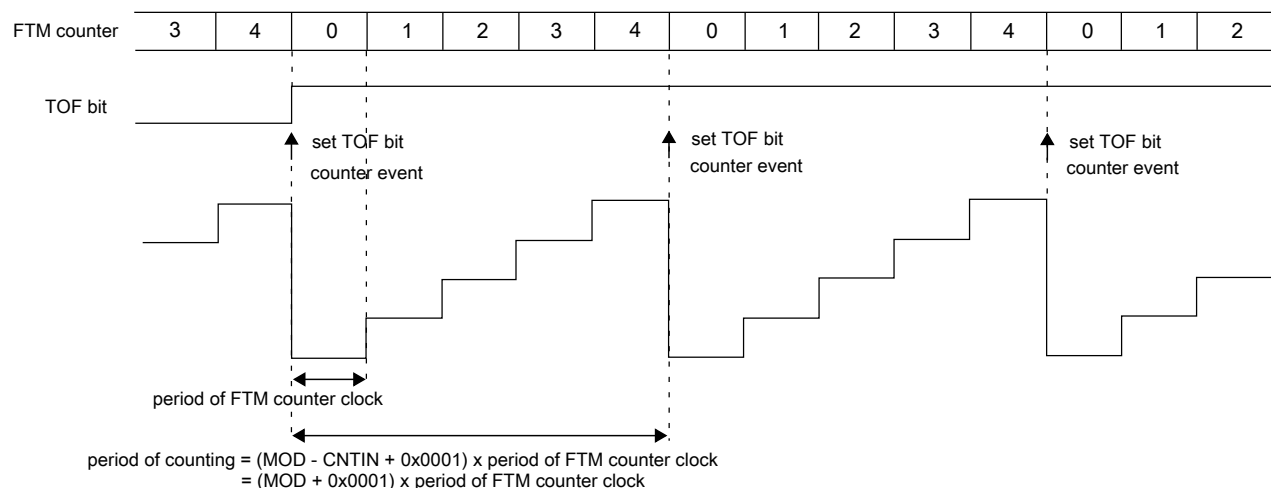 FTM counter 3 4 0 1 2 3 4 0 1 2 3 4 0 1 2
TOF bit
set TOF bit
counter event
set TOF bit
counter event
set TOF bit
counter event
period of FTM counter clock
period of counting = (MOD - CNTIN + 0x0001) x period of FTM counter clock
= (MOD + 0x0001) x period of FTM counter clock